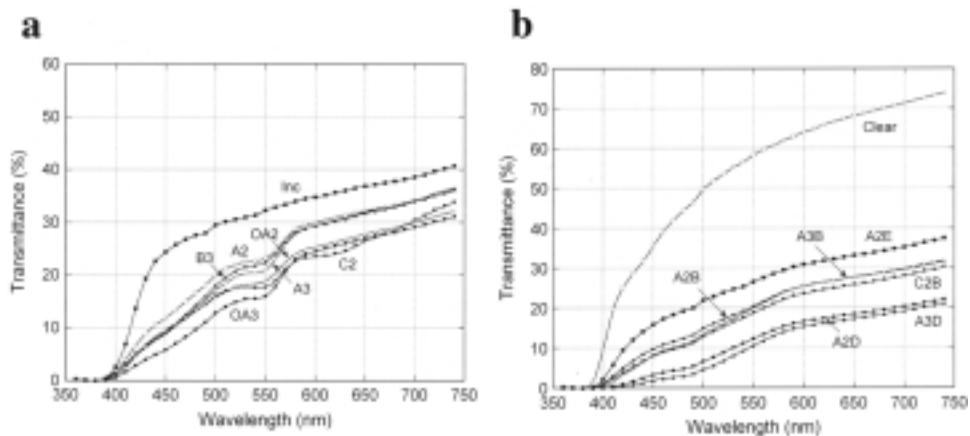 a
60
50
40
30
20
10
0
Transmittance (%)
Inc
A2
OA2
B3
C2
A3
OA3
350 400 450 500 550 600 650 700 750
Wavelength (nm)
b
80
70
60
50
40
30
20
10
0
Transmittance (%)
Clear
A3B
A2E
A2B
C2B
A2D
A3D
350 400 450 500 550 600 650 700 750
Wavelength (nm)